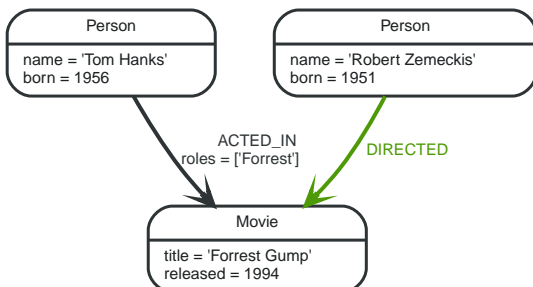 Person
name = 'Tom Hanks'
born = 1956
Person
name = 'Robert Zemeckis'
born = 1951
ACTED_IN
roles = ['Forrest']
DIRECTED
Movie
title = 'Forrest Gump'
released = 1994